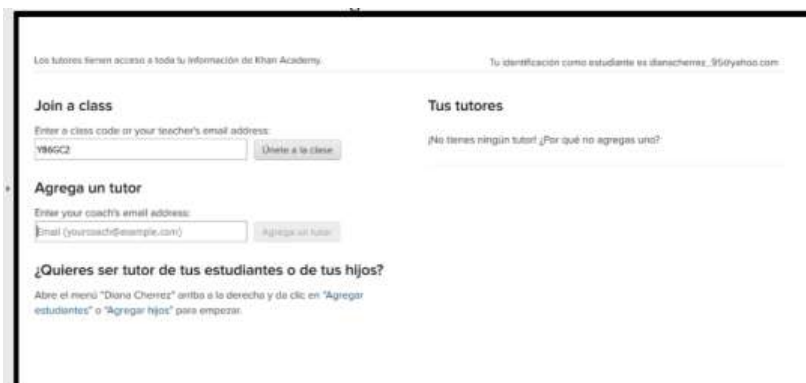 Los tutores tienen acceso a toda tu información de Khan Academy.
Tu identificación como estudiante es dianacherrez_95@yahoo.com
Join a class
Enter a class code or your teacher's email address:
Y86GC2
Únete a la clase
Agrega un tutor
Enter your coach's email address:
Email (yourcoach@example.com)
Agrega un tutor
¿Quieres ser tutor de tus estudiantes o de tus hijos?
Abre el menú "Diana Cherrez" arriba a la derecha y da clic en "Agregar
estudiantes" o "Agregar hijos" para empezar.
Tus tutores
¡No tienes ningún tutor! ¿Por qué no agregas uno?